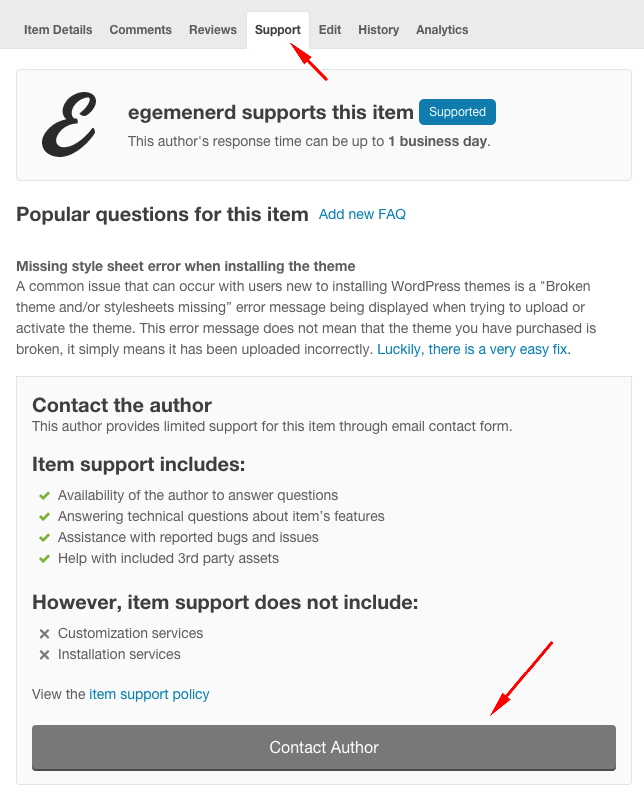 Item Details Comments Reviews Support Edit History Analytics
E
egemenerd supports this item Supported
This author's response time can be up to 1 business day.
Popular questions for this item Add new FAQ
Missing style sheet error when installing the theme
A common issue that can occur with users new to installing WordPress themes is a "Broken
theme and/or stylesheets missing” error message being displayed when trying to upload or
activate the theme. This error message does not mean that the theme you have purchased is
broken, it simply means it has been uploaded incorrectly. Luckily, there is a very easy fix.
Contact the author
This author provides limited support for this item through email contact form.
Item support includes:
Availability of the author to answer questions
Answering technical questions about item’s features
Assistance with reported bugs and issues
Help with included 3rd party assets
However, item support does not include:
Customization services
Installation services
View the item support policy
Contact Author